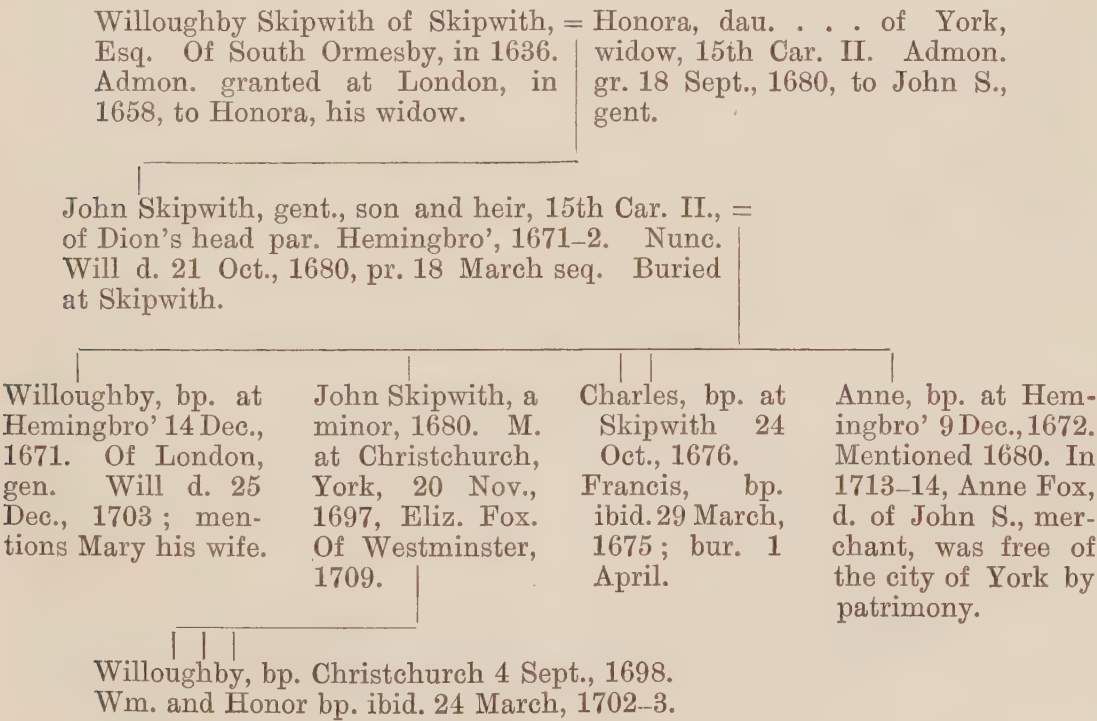 Willoughby Skipwith of Skipwith, =
Esq. Of South Ormesby, in 1636.
Admon. granted at London, in
1658, to Honora, his widow.
Honora, dau. . . . of York,
widow, 15th Car. II. Admon.
gr. 18 Sept., 1680, to John S.,
gent.
John Skipwith, gent., son and heir, 15th Car. II., =
of Dion's head par. Hemingbro', 1671–2. Nunc.
Will d. 21 Oct., 1680, pr. 18 March seq. Buried
at Skipwith.
Willoughby, bp. at
Hemingbro' 14 Dec.,
1671. Of London,
gen. Will d. 25
Dec., 1703 ; men-
tions Mary his wife.
John Skipwith, a
minor, 1680. M.
at Christchurch,
York, 20 Nov.,
1697, Eliz. Fox.
Of Westminster,
1709.
Charles, bp. at
Skipwith 24
Oct., 1676.
Francis, bp.
ibid. 29 March,
1675 ; bur. 1
April.
Anne, bp. at Hem-
ingbro' 9 Dec., 1672.
Mentioned 1680. In
1713–14, Anne Fox,
d. of John S., mer-
chant, was free of
the city of York by
patrimony.
Willoughby, bp. Christchurch 4 Sept., 1698.
Wm. and Honor bp. ibid. 24 March, 1702–3.